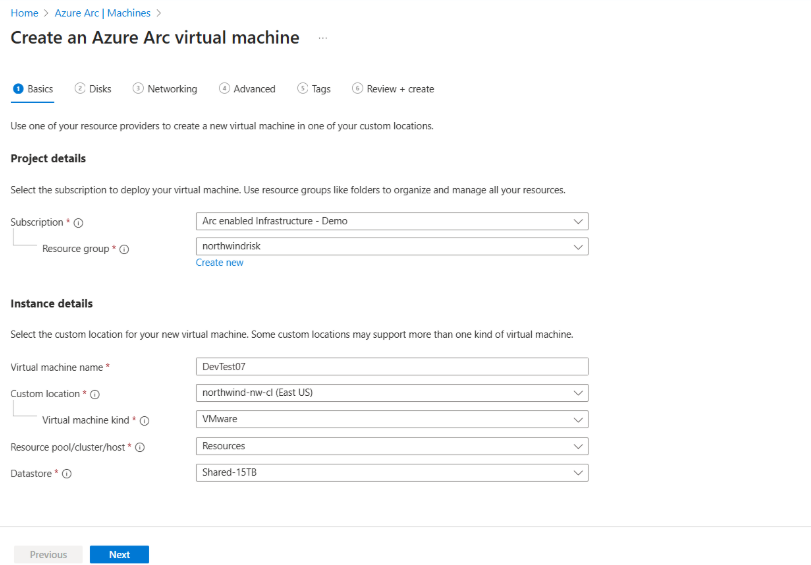 Home > Azure Arc | Machines >
Create an Azure Arc virtual machine ...
1 Basics 2 Disks 3 Networking 4 Advanced 5 Tags 6 Review + create
Use one of your resource providers to create a new virtual machine in one of your custom locations.
Project details
Select the subscription to deploy your virtual machine. Use resource groups like folders to organize and manage all your resources.
Subscription * Arc enabled Infrastructure - Demo
Resource group * northwindrisk
Create new
Instance details
Select the custom location for your new virtual machine. Some custom locations may support more than one kind of virtual machine.
Virtual machine name * DevTest07
Custom location * northwind-nw-cl (East US)
Virtual machine kind * VMware
Resource pool/cluster/host * Resources
Datastore * Shared-15TB
Previous Next